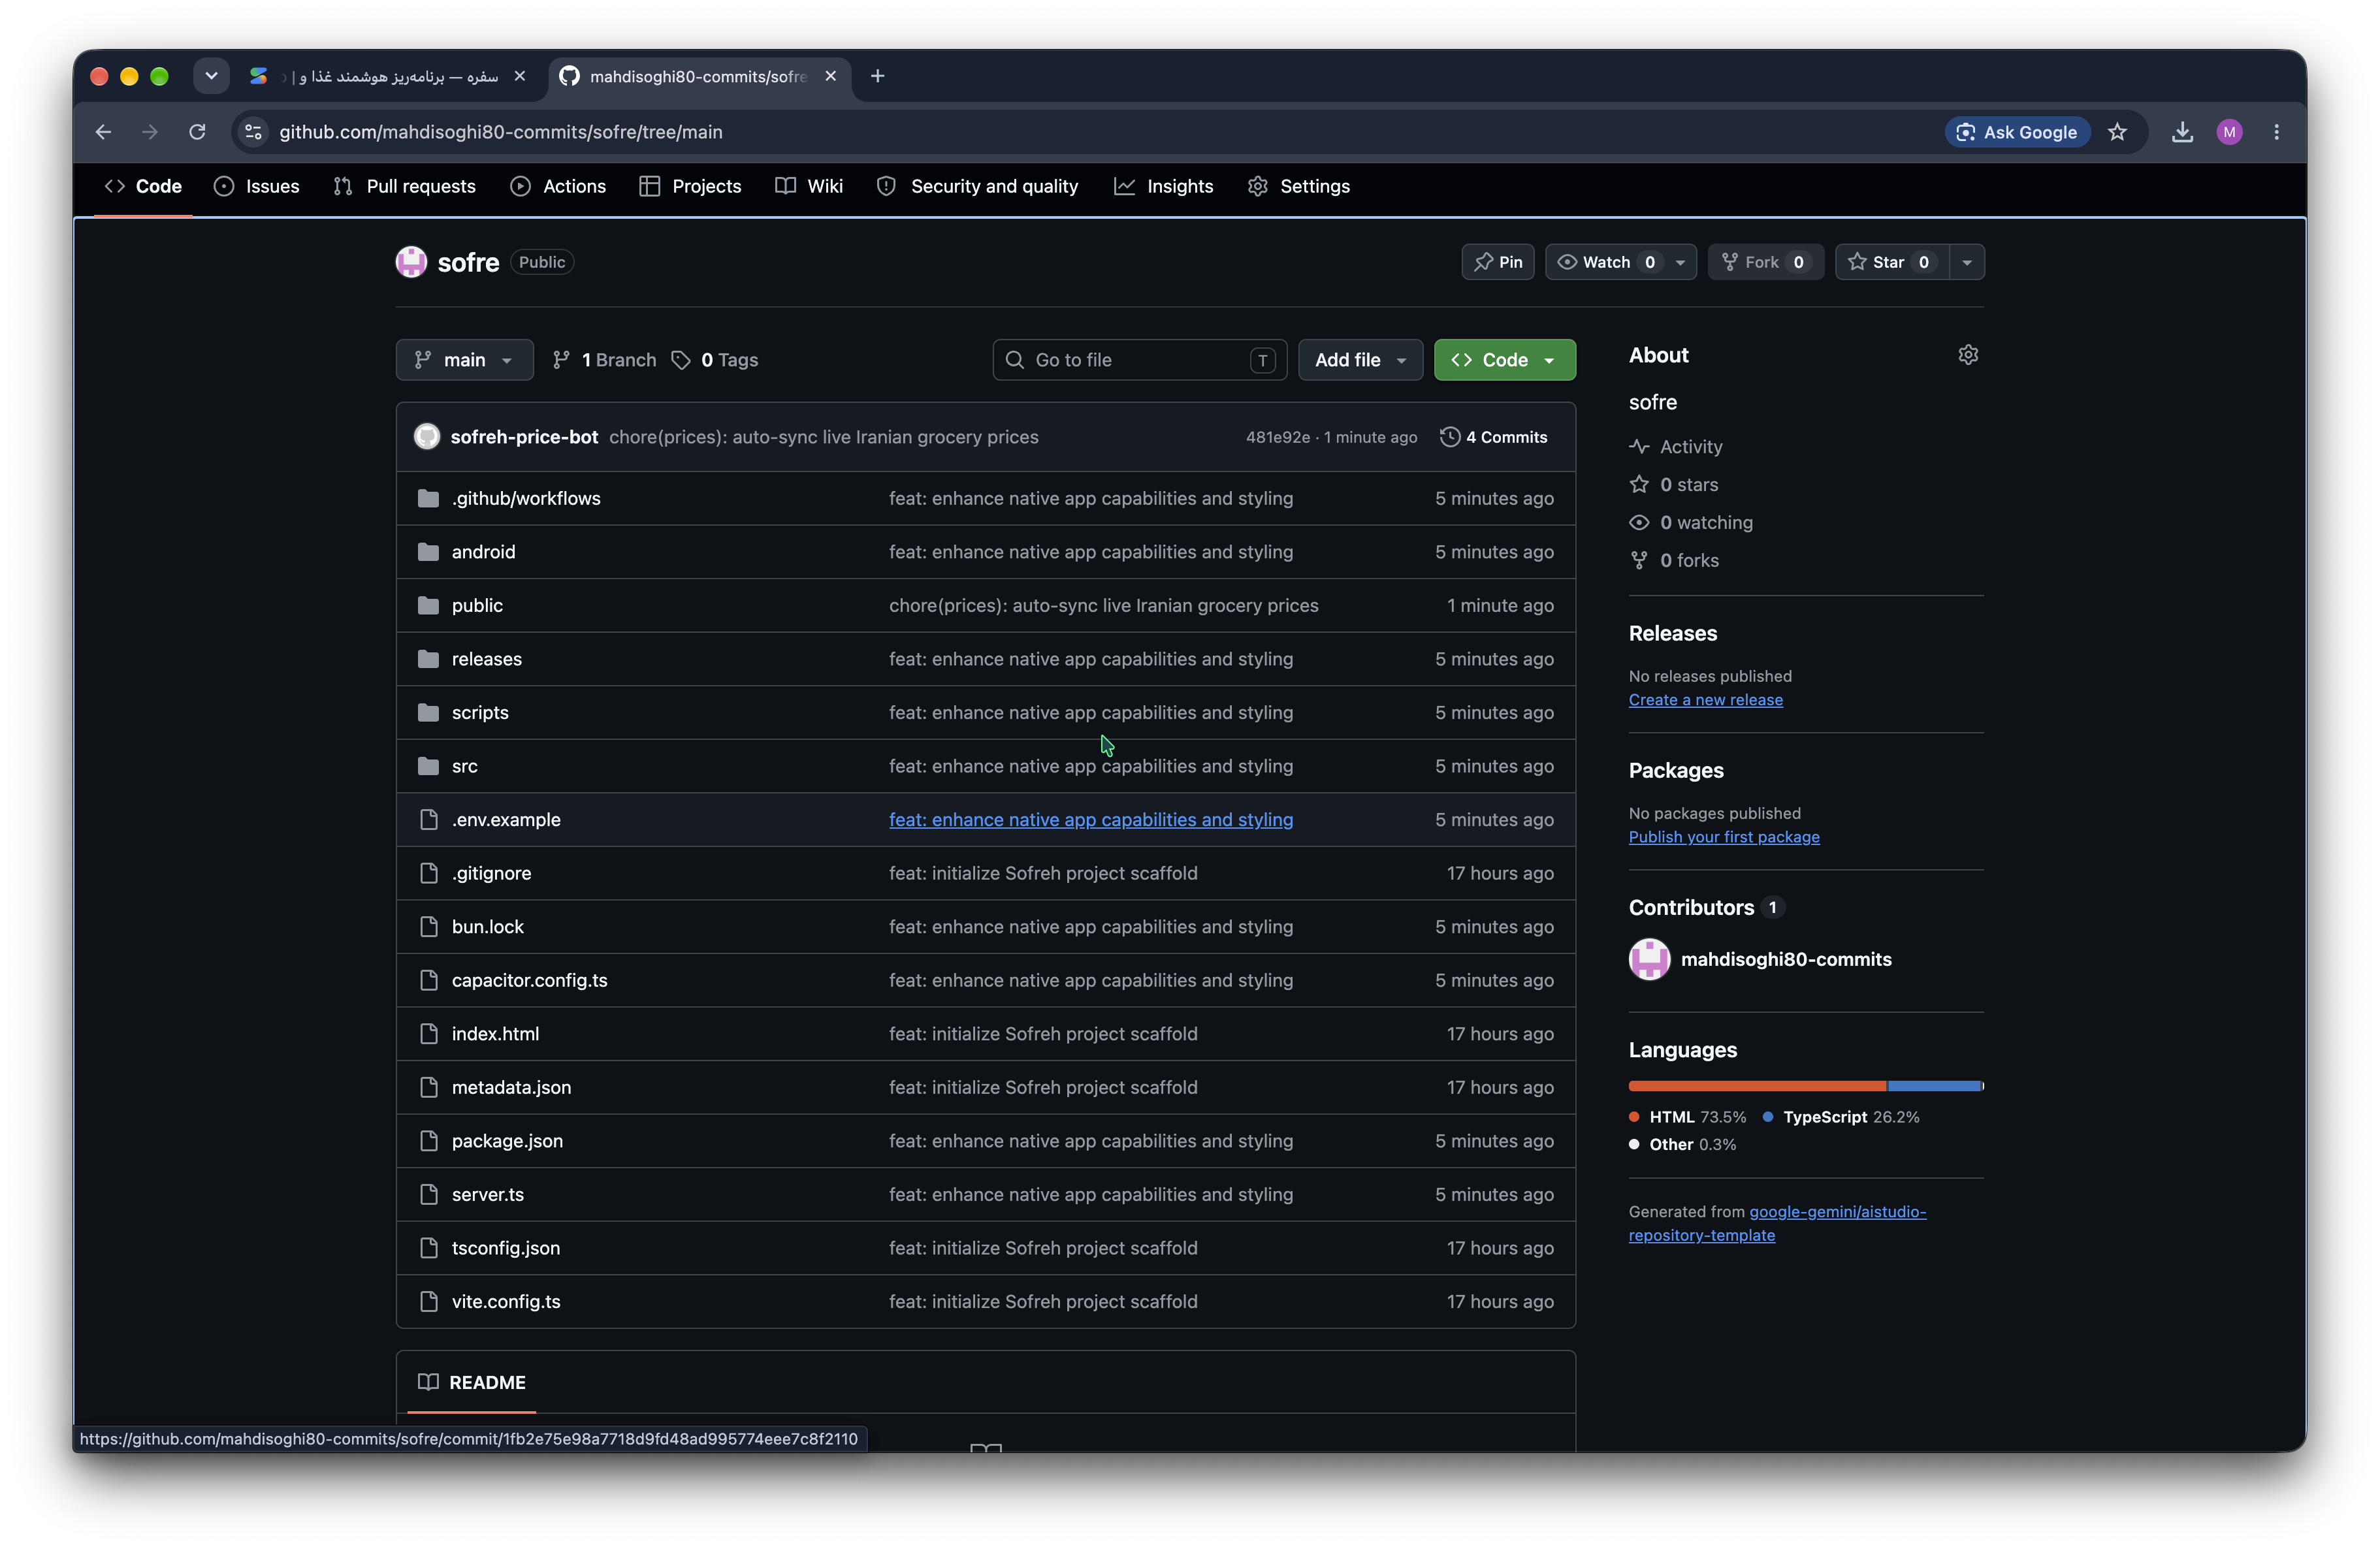 سفره — برنامه‌ریز هوشمند غذا و |
mahdisoghi80-commits/sofre
github.com/mahdisoghi80-commits/sofre/tree/main
Ask Google
M
Code
Issues
Pull requests
Actions
Projects
Wiki
Security and quality
Insights
Settings
sofre
Public
Pin
Watch 0
Fork 0
Star 0
main
1 Branch
0 Tags
Go to file
T
Add file
Code
sofreh-price-bot chore(prices): auto-sync live Iranian grocery prices 481e92e · 1 minute ago 4 Commits
.github/workflows feat: enhance native app capabilities and styling 5 minutes ago
android feat: enhance native app capabilities and styling 5 minutes ago
public chore(prices): auto-sync live Iranian grocery prices 1 minute ago
releases feat: enhance native app capabilities and styling 5 minutes ago
scripts feat: enhance native app capabilities and styling 5 minutes ago
src feat: enhance native app capabilities and styling 5 minutes ago
.env.example feat: enhance native app capabilities and styling 5 minutes ago
.gitignore feat: initialize Sofreh project scaffold 17 hours ago
bun.lock feat: enhance native app capabilities and styling 5 minutes ago
capacitor.config.ts feat: enhance native app capabilities and styling 5 minutes ago
index.html feat: initialize Sofreh project scaffold 17 hours ago
metadata.json feat: initialize Sofreh project scaffold 17 hours ago
package.json feat: enhance native app capabilities and styling 5 minutes ago
server.ts feat: enhance native app capabilities and styling 5 minutes ago
tsconfig.json feat: initialize Sofreh project scaffold 17 hours ago
vite.config.ts feat: initialize Sofreh project scaffold 17 hours ago
README
About
sofre
Activity
0 stars
0 watching
0 forks
Releases
No releases published
Create a new release
Packages
No packages published
Publish your first package
Contributors 1
mahdisoghi80-commits
Languages
HTML 73.5% TypeScript 26.2%
Other 0.3%
Generated from google-gemini/aistudio-
repository-template
https://github.com/mahdisoghi80-commits/sofre/commit/1fb2e75e98a7718d9fd48ad995774eee7c8f2110